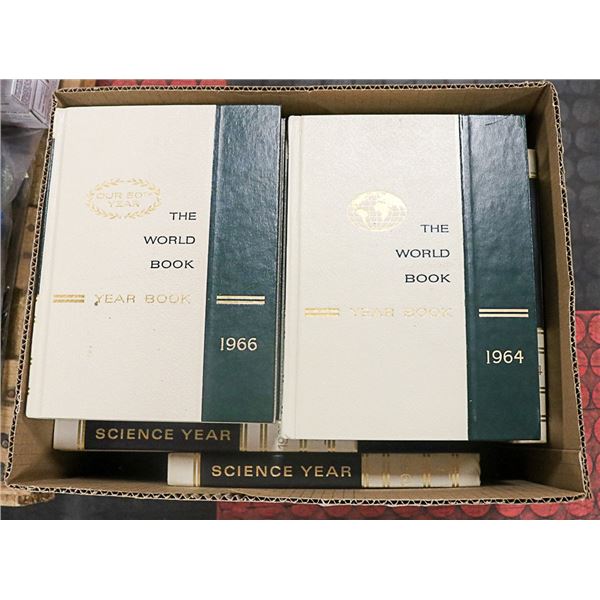 OUR 50TH
YEAR
THE
WORLD
BOOK
YEAR BOOK
1966
THE
WORLD
BOOK
YEAR BOOK
1964
SCIENCE YEAR
SCIENCE YEAR